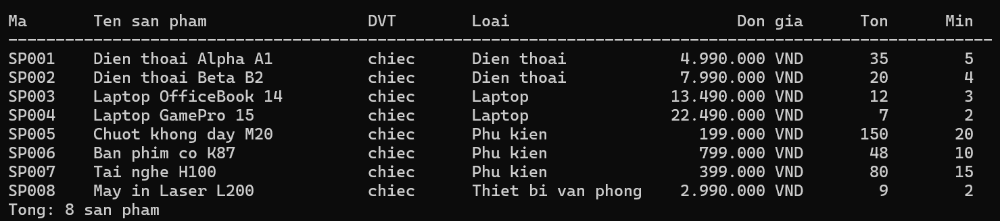 Ma Ten san pham DVT Loai Don gia Ton Min
--------------------------------------------------------------------------------------------------------
SP001 Dien thoai Alpha A1 chiec Dien thoai 4.990.000 VND 35 5
SP002 Dien thoai Beta B2 chiec Dien thoai 7.990.000 VND 20 4
SP003 Laptop OfficeBook 14 chiec Laptop 13.490.000 VND 12 3
SP004 Laptop GamePro 15 chiec Laptop 22.490.000 VND 7 2
SP005 Chuot khong day M20 chiec Phu kien 199.000 VND 150 20
SP006 Ban phim co K87 chiec Phu kien 799.000 VND 48 10
SP007 Tai nghe H100 chiec Phu kien 399.000 VND 80 15
SP008 May in Laser L200 chiec Thiet bi van phong 2.990.000 VND 9 2
Tong: 8 san pham